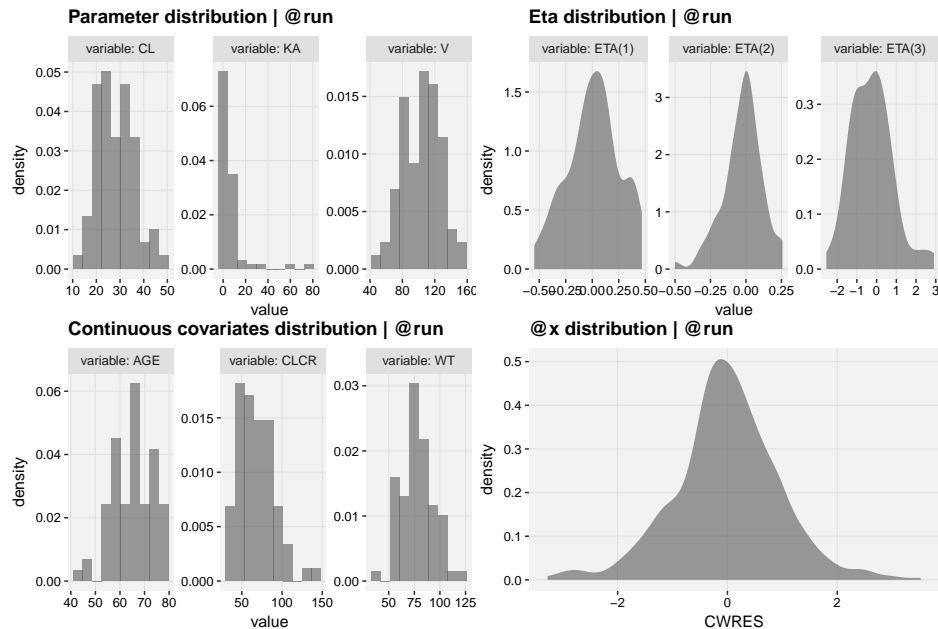 Parameter distribution | @run
variable: CL
variable: KA
variable: V
0.05
0.04
0.03
0.02
0.01
0.00
0.06
0.04
0.02
0.00
0.015
0.010
0.005
0.000
density
10 20 30 40 50
0 20 40 60 80
40 80 120 160
value
Eta distribution | @run
variable: ETA(1)
variable: ETA(2)
variable: ETA(3)
1.5
1.0
0.5
0.0
3
2
1
0
0.3
0.2
0.1
0.0
density
−0.50 −0.25 0.00 0.25 0.50
−0.50 −0.25 0.00 0.25
−2 −1 0 1 2 3
value
Continuous covariates distribution | @run
variable: AGE
variable: CLCR
variable: WT
0.06
0.04
0.02
0.00
0.015
0.010
0.005
0.000
0.03
0.02
0.01
0.00
density
40 50 60 70 80
50 100 150
50 75 100 125
value
@x distribution | @run
0.5
0.4
0.3
0.2
0.1
0.0
density
−2 0 2
CWRES